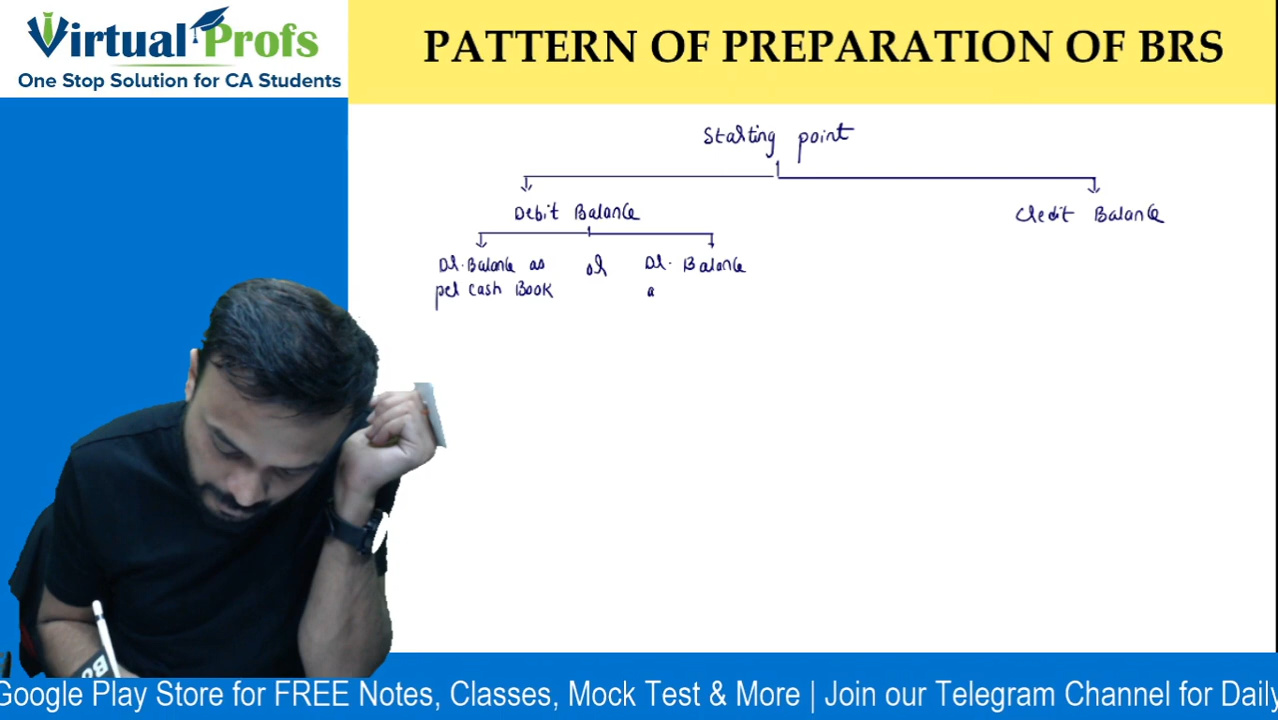 Virtual Profs
One Stop Solution for CA Students
PATTERN OF PREPARATION OF BRS
Starting point
Debit Balance
Credit Balance
Dr. Balance as
per cash Book
or
Dr. Balance
a
Google Play Store for FREE Notes, Classes, Mock Test & More | Join our Telegram Channel for Daily